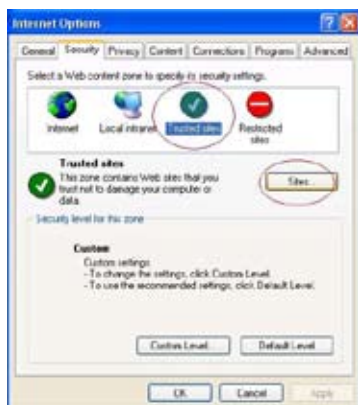 Internet Options
General Security Privacy Content Connections Programs Advanced
Select a Web content zone to specify its security settings.
Internet Local intranet Trusted sites Restricted sites
Trusted sites
This zone contains Web sites that you
trust not to damage your computer or
data.
Sites...
Security level for this zone
Custom
Custom settings.
- To change the settings, click Custom Level.
- To use the recommended settings, click Default Level.
Custom Level... Default Level
OK Cancel Apply